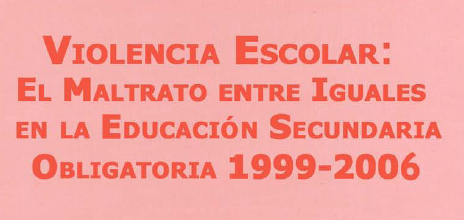 Violencia Escolar:
El Maltrato entre Iguales
en la Educación Secundaria
Obligatoria 1999-2006